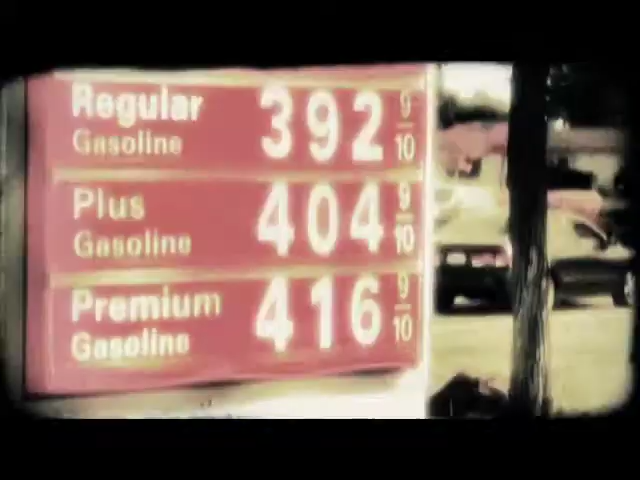 Regular 392 9/10
Gasoline
Plus 404 9/10
Gasoline
Premium 416 9/10
Gasoline